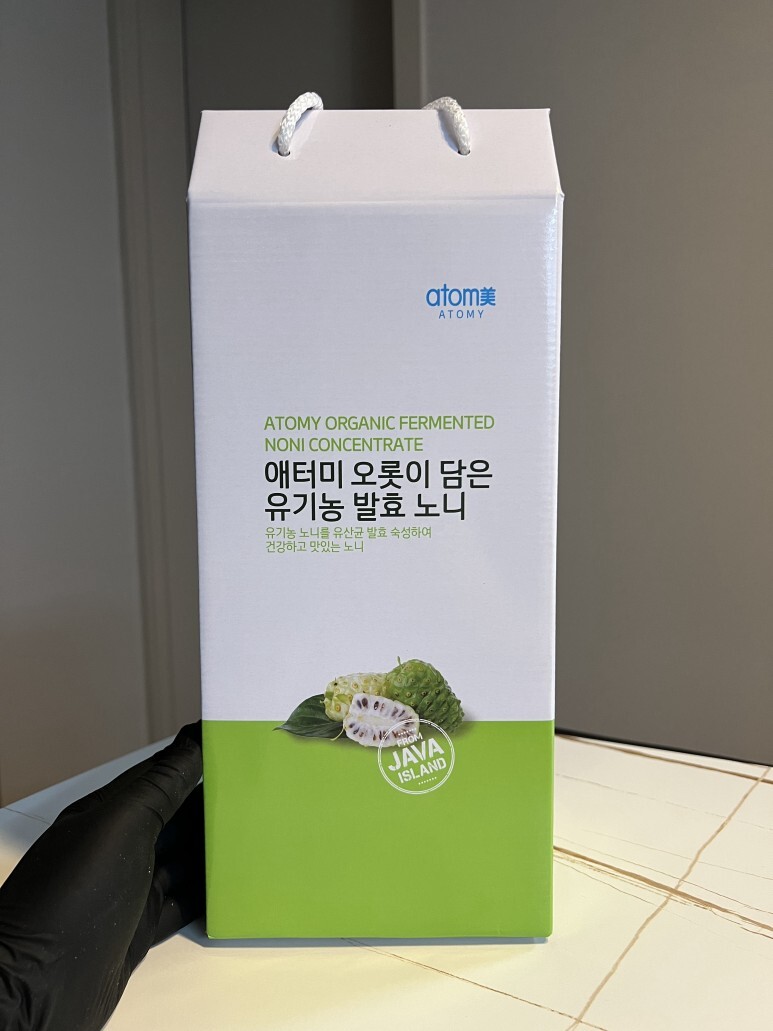 atom美
ATOMY
ATOMY ORGANIC FERMENTED
NONI CONCENTRATE
애터미 오롯이 담은
유기농 발효 노니
유기농 노니를 유산균 발효 숙성하여
건강하고 맛있는 노니
FROM
JAVA
ISLAND